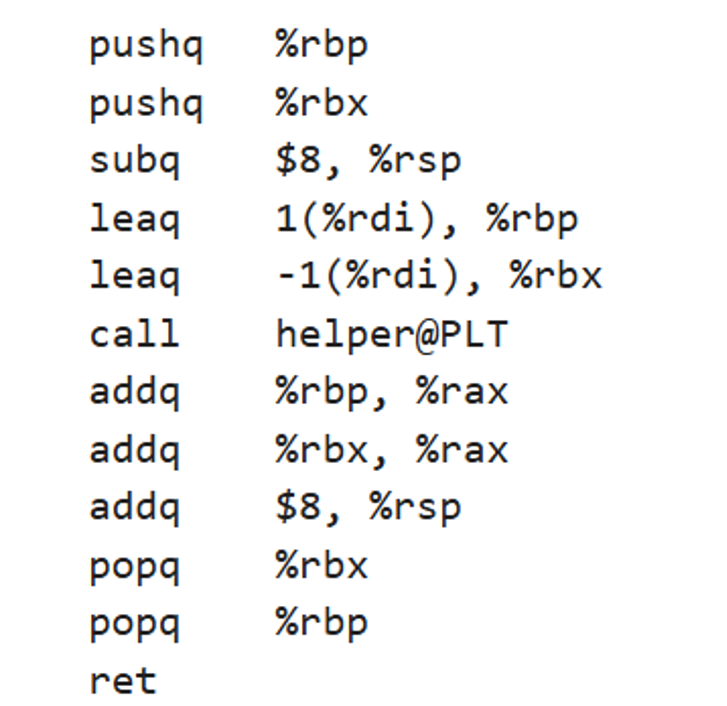 pushq %rbp
pushq %rbx
subq $8, %rsp
leaq 1(%rdi), %rbp
leaq -1(%rdi), %rbx
call helper@PLT
addq %rbp, %rax
addq %rbx, %rax
addq $8, %rsp
popq %rbx
popq %rbp
ret